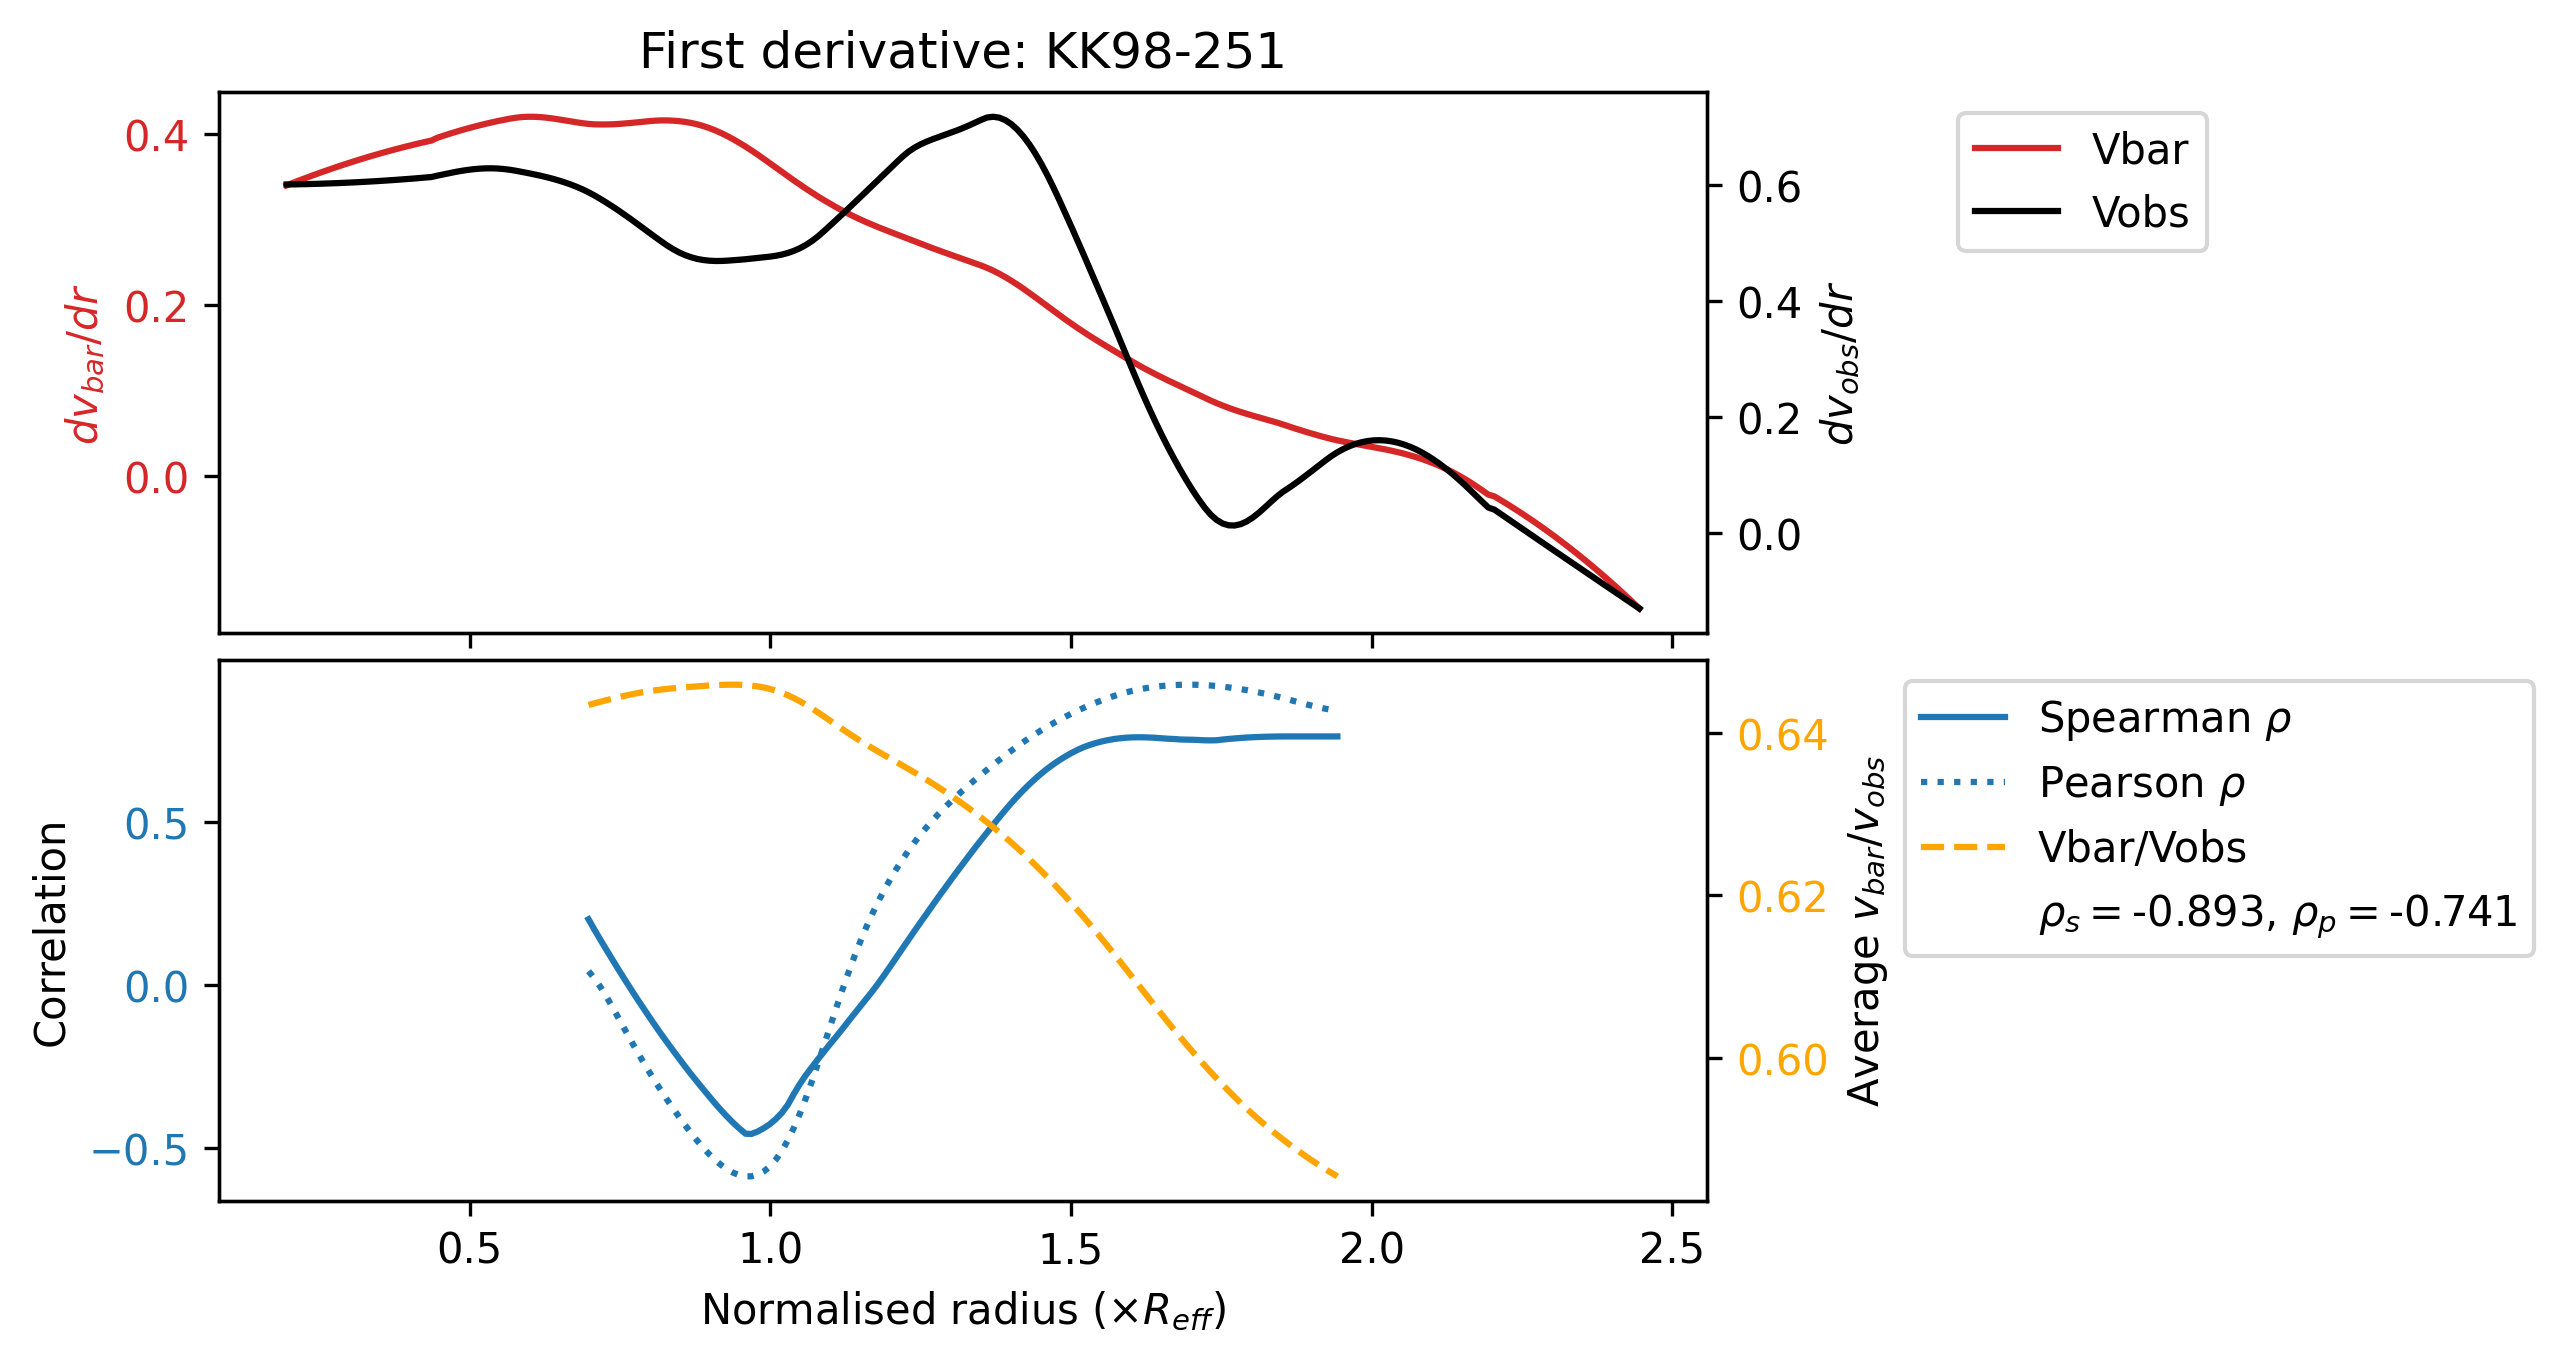 First derivative: KK98-251
0.4
0.2
0.0
dv_bar/dr
0.6
0.4
0.2
0.0
dv_obs/dr
Vbar
Vobs
0.5
0.0
−0.5
Correlation
0.64
0.62
0.60
Average v_bar/v_obs
Spearman ρ
Pearson ρ
Vbar/Vobs
ρ_s = -0.893, ρ_p = -0.741
0.5 1.0 1.5 2.0 2.5
Normalised radius (×R_eff)